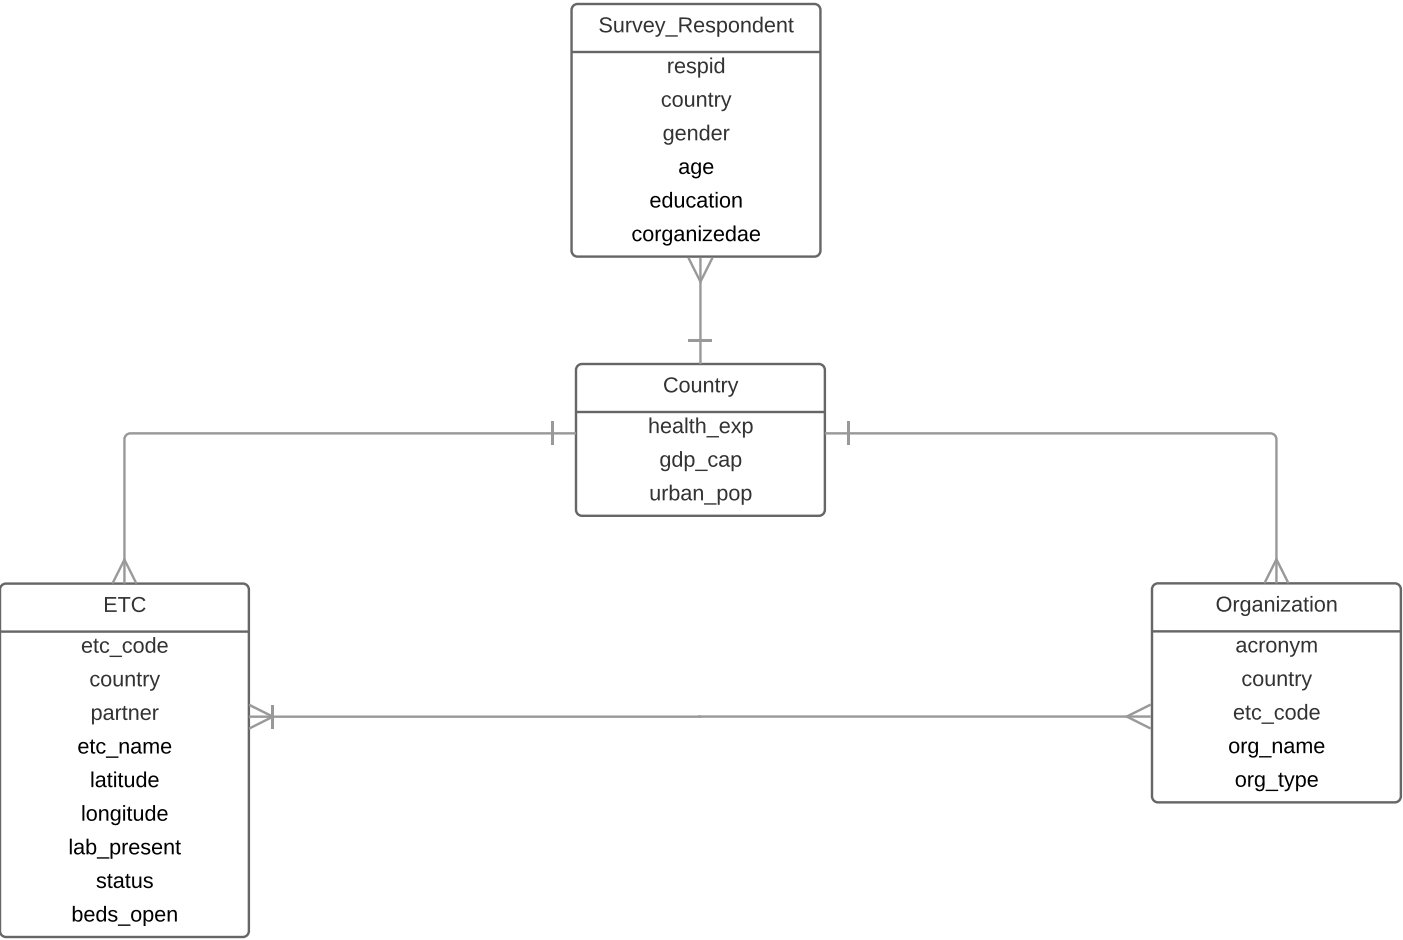 Survey_Respondent
respid
country
gender
age
education
corganizedae
Country
health_exp
gdp_cap
urban_pop
ETC
etc_code
country
partner
etc_name
latitude
longitude
lab_present
status
beds_open
Organization
acronym
country
etc_code
org_name
org_type